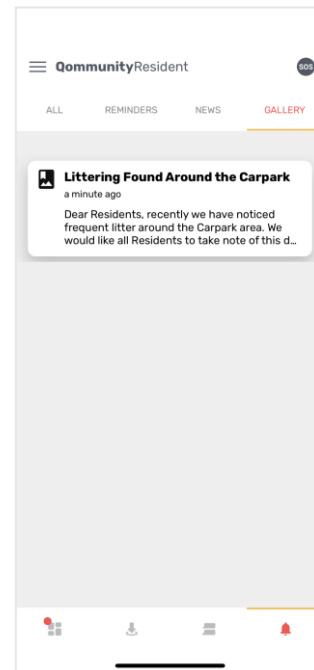 QommunityResident
SOS
ALL REMINDERS NEWS GALLERY
Littering Found Around the Carpark
a minute ago
Dear Residents, recently we have noticed
frequent litter around the Carpark area. We
would like all Residents to take note of this d...